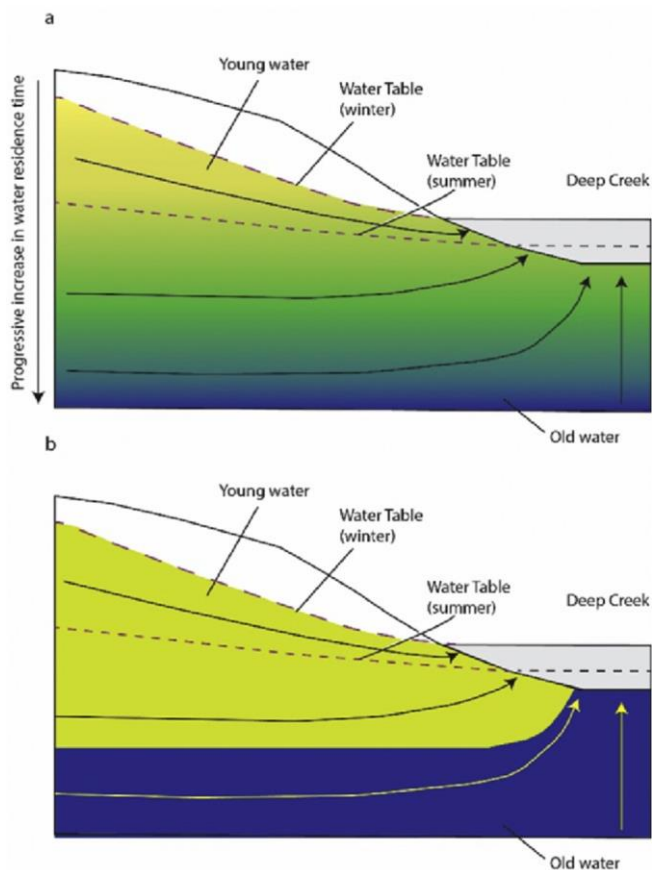 a
Young water
Water Table
(winter)
Water Table
(summer)
Deep Creek
Progressive increase in water residence time
Old water
b
Young water
Water Table
(winter)
Water Table
(summer)
Deep Creek
Old water